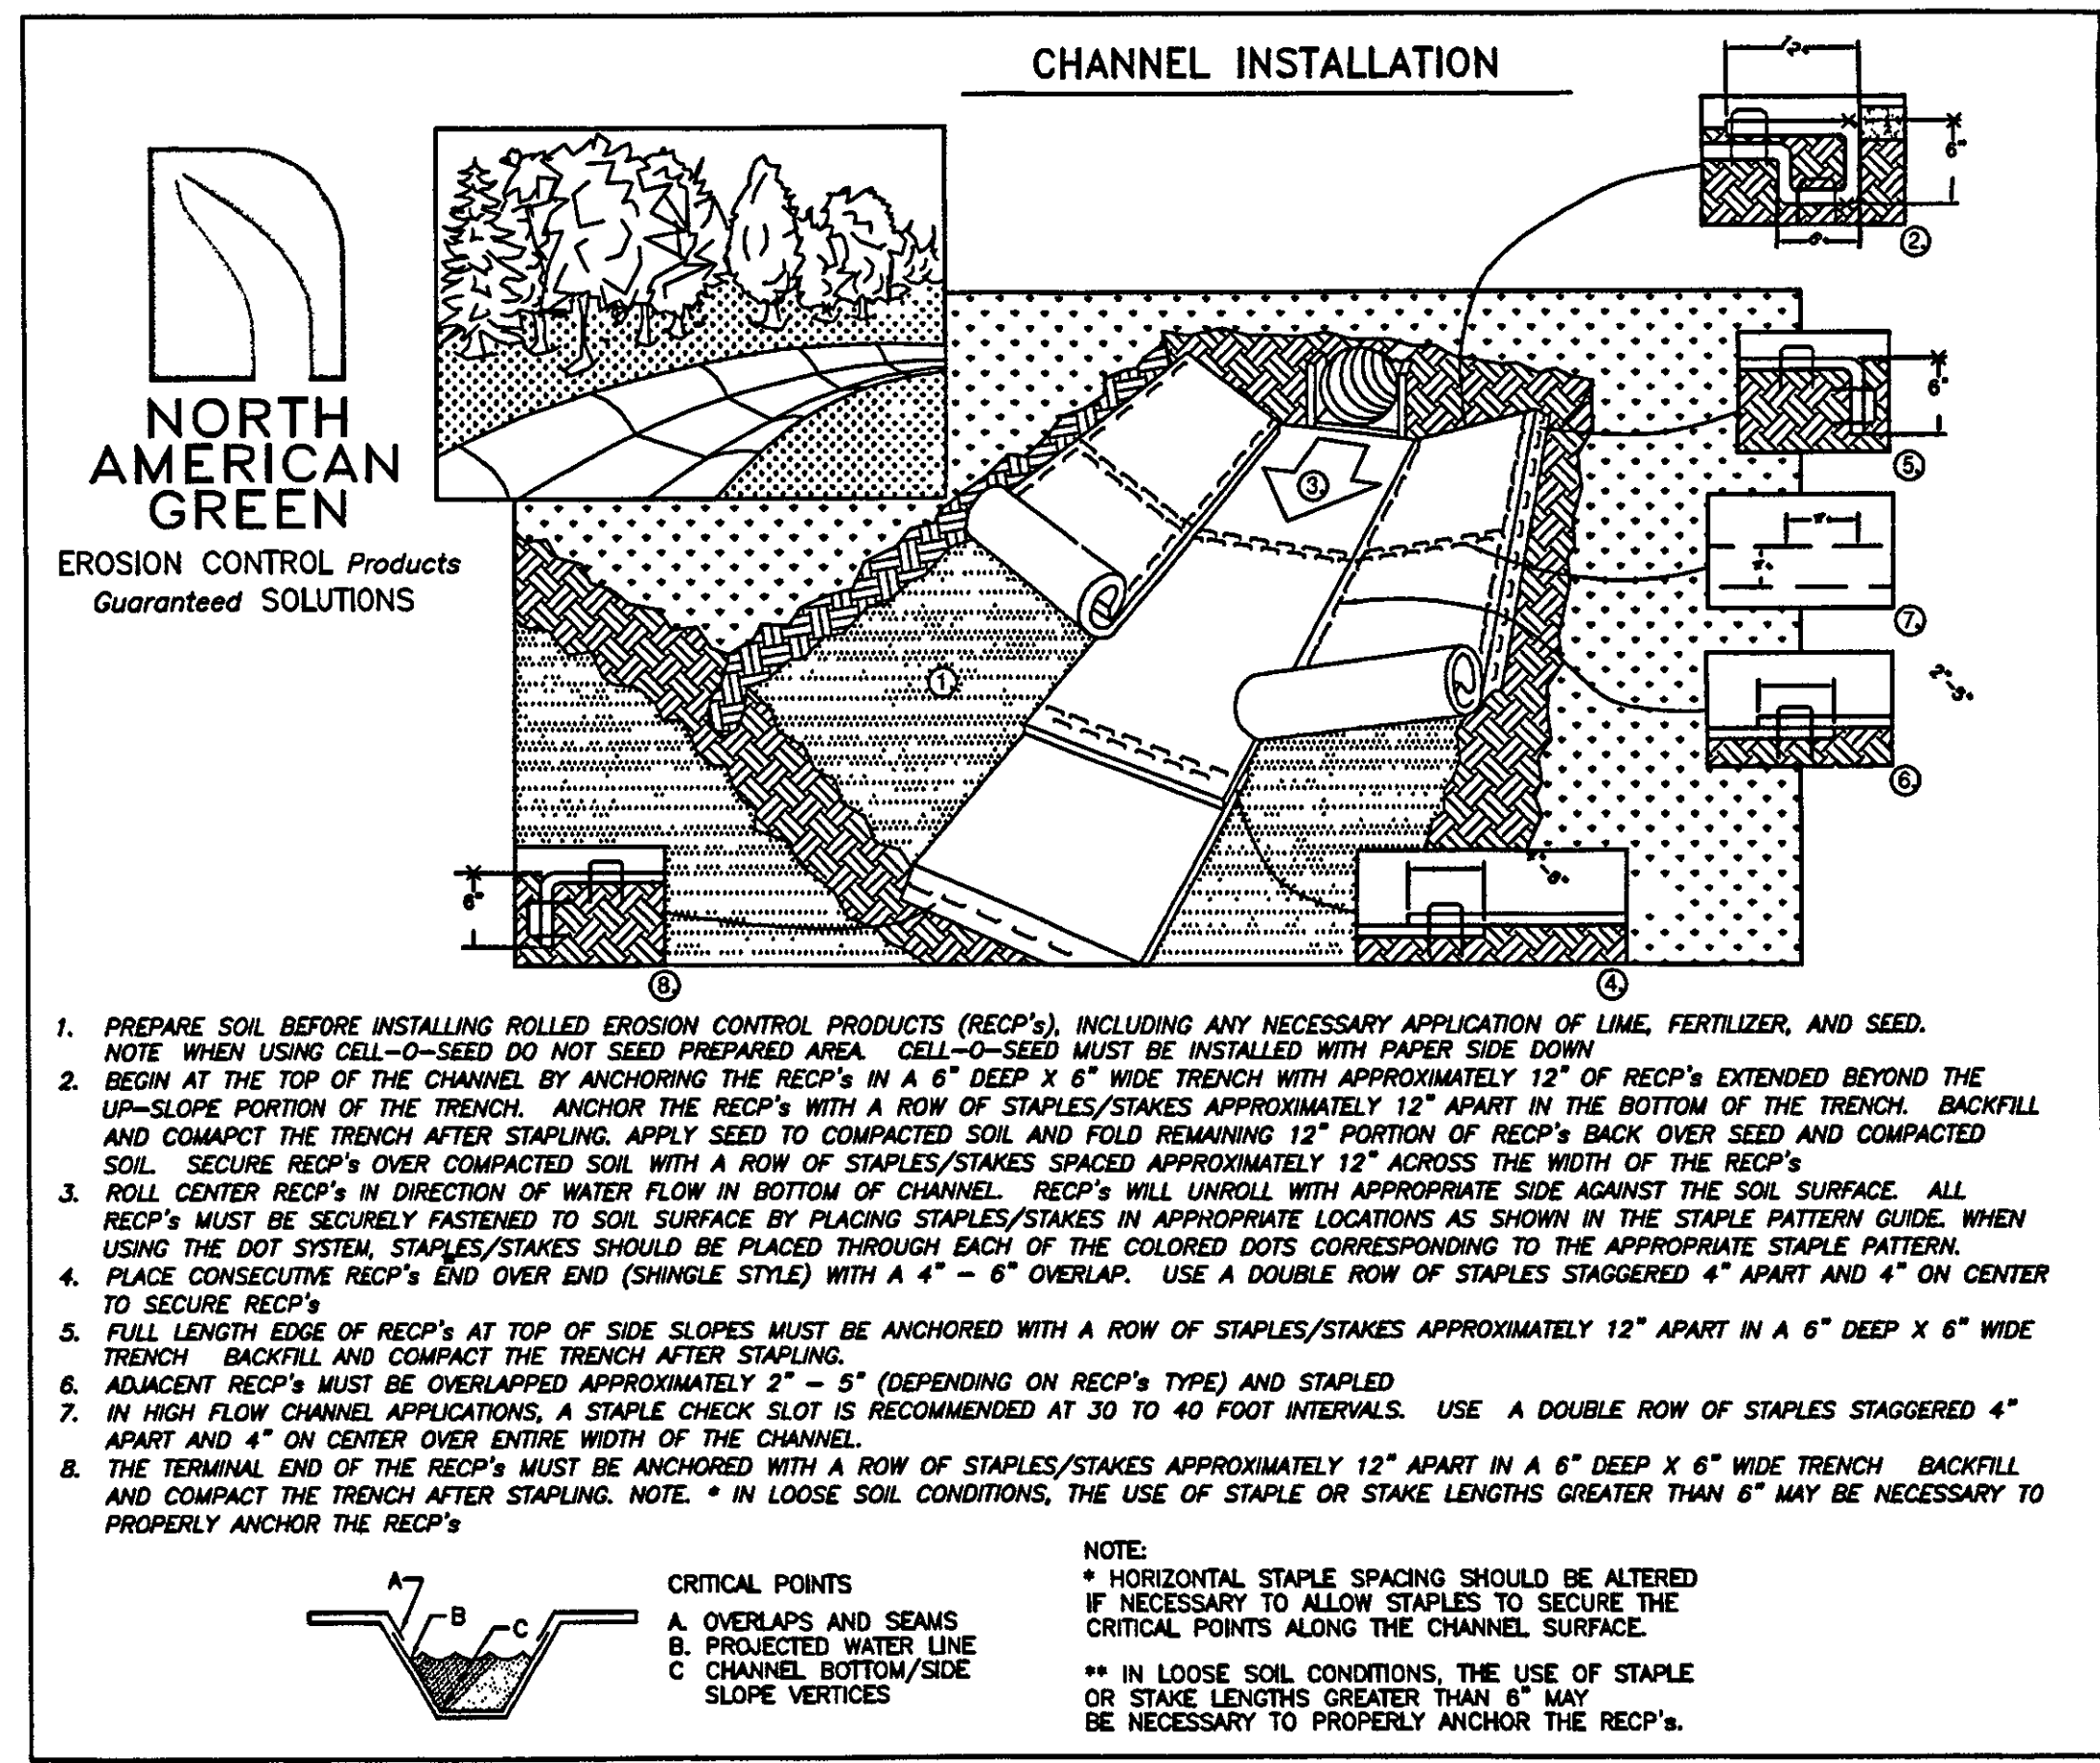 CHANNEL INSTALLATION
NORTH
AMERICAN
GREEN
EROSION CONTROL Products
Guaranteed SOLUTIONS
12"
6"
6"
2.
6"
5.
3.
4"
4"
7.
1.
2"-5"
6.
6"
8.
4"-6"
4.
1. PREPARE SOIL BEFORE INSTALLING ROLLED EROSION CONTROL PRODUCTS (RECP's), INCLUDING ANY NECESSARY APPLICATION OF LIME, FERTILIZER, AND SEED.
NOTE WHEN USING CELL-O-SEED DO NOT SEED PREPARED AREA. CELL-O-SEED MUST BE INSTALLED WITH PAPER SIDE DOWN
2. BEGIN AT THE TOP OF THE CHANNEL BY ANCHORING THE RECP's IN A 6" DEEP X 6" WIDE TRENCH WITH APPROXIMATELY 12" OF RECP's EXTENDED BEYOND THE
UP-SLOPE PORTION OF THE TRENCH. ANCHOR THE RECP's WITH A ROW OF STAPLES/STAKES APPROXIMATELY 12" APART IN THE BOTTOM OF THE TRENCH. BACKFILL
AND COMAPCT THE TRENCH AFTER STAPLING. APPLY SEED TO COMPACTED SOIL AND FOLD REMAINING 12" PORTION OF RECP's BACK OVER SEED AND COMPACTED
SOIL. SECURE RECP's OVER COMPACTED SOIL WITH A ROW OF STAPLES/STAKES SPACED APPROXIMATELY 12" ACROSS THE WIDTH OF THE RECP's
3. ROLL CENTER RECP's IN DIRECTION OF WATER FLOW IN BOTTOM OF CHANNEL. RECP's WILL UNROLL WITH APPROPRIATE SIDE AGAINST THE SOIL SURFACE. ALL
RECP's MUST BE SECURELY FASTENED TO SOIL SURFACE BY PLACING STAPLES/STAKES IN APPROPRIATE LOCATIONS AS SHOWN IN THE STAPLE PATTERN GUIDE. WHEN
USING THE DOT SYSTEM, STAPLES/STAKES SHOULD BE PLACED THROUGH EACH OF THE COLORED DOTS CORRESPONDING TO THE APPROPRIATE STAPLE PATTERN.
4. PLACE CONSECUTIVE RECP's END OVER END (SHINGLE STYLE) WITH A 4" - 6" OVERLAP. USE A DOUBLE ROW OF STAPLES STAGGERED 4" APART AND 4" ON CENTER
TO SECURE RECP's
5. FULL LENGTH EDGE OF RECP's AT TOP OF SIDE SLOPES MUST BE ANCHORED WITH A ROW OF STAPLES/STAKES APPROXIMATELY 12" APART IN A 6" DEEP X 6" WIDE
TRENCH BACKFILL AND COMPACT THE TRENCH AFTER STAPLING.
6. ADJACENT RECP's MUST BE OVERLAPPED APPROXIMATELY 2" - 5" (DEPENDING ON RECP's TYPE) AND STAPLED
7. IN HIGH FLOW CHANNEL APPLICATIONS, A STAPLE CHECK SLOT IS RECOMMENDED AT 30 TO 40 FOOT INTERVALS. USE A DOUBLE ROW OF STAPLES STAGGERED 4"
APART AND 4" ON CENTER OVER ENTIRE WIDTH OF THE CHANNEL.
8. THE TERMINAL END OF THE RECP's MUST BE ANCHORED WITH A ROW OF STAPLES/STAKES APPROXIMATELY 12" APART IN A 6" DEEP X 6" WIDE TRENCH BACKFILL
AND COMPACT THE TRENCH AFTER STAPLING. NOTE. * IN LOOSE SOIL CONDITIONS, THE USE OF STAPLE OR STAKE LENGTHS GREATER THAN 6" MAY BE NECESSARY TO
PROPERLY ANCHOR THE RECP's
A
B
C
CRITICAL POINTS
A. OVERLAPS AND SEAMS
B. PROJECTED WATER LINE
C CHANNEL BOTTOM/SIDE
SLOPE VERTICES
NOTE:
* HORIZONTAL STAPLE SPACING SHOULD BE ALTERED
IF NECESSARY TO ALLOW STAPLES TO SECURE THE
CRITICAL POINTS ALONG THE CHANNEL SURFACE.
** IN LOOSE SOIL CONDITIONS, THE USE OF STAPLE
OR STAKE LENGTHS GREATER THAN 6" MAY
BE NECESSARY TO PROPERLY ANCHOR THE RECP's.